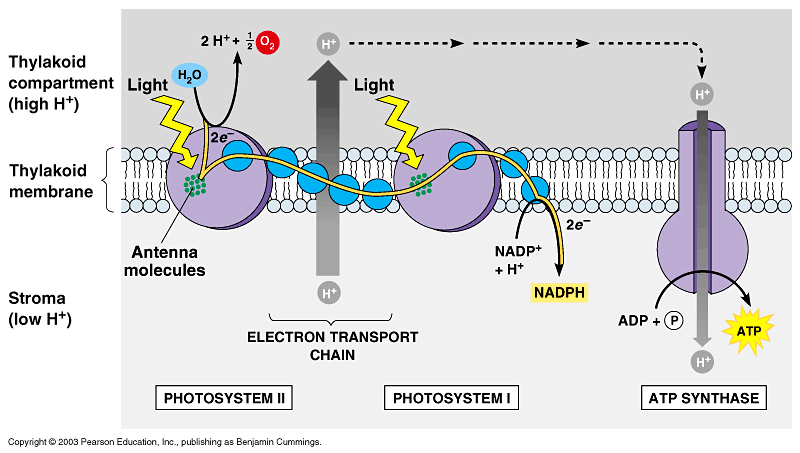 Thylakoid
compartment
(high H⁺)
Thylakoid
membrane
Stroma
(low H⁺)
2 H⁺ + ½ O₂
H₂O
Light
2e⁻
Antenna
molecules
H⁺
H⁺
ELECTRON TRANSPORT
CHAIN
Light
NADP⁺
+ H⁺
2e⁻
NADPH
H⁺
ADP + P
ATP
H⁺
PHOTOSYSTEM II
PHOTOSYSTEM I
ATP SYNTHASE
Copyright © 2003 Pearson Education, Inc., publishing as Benjamin Cummings.